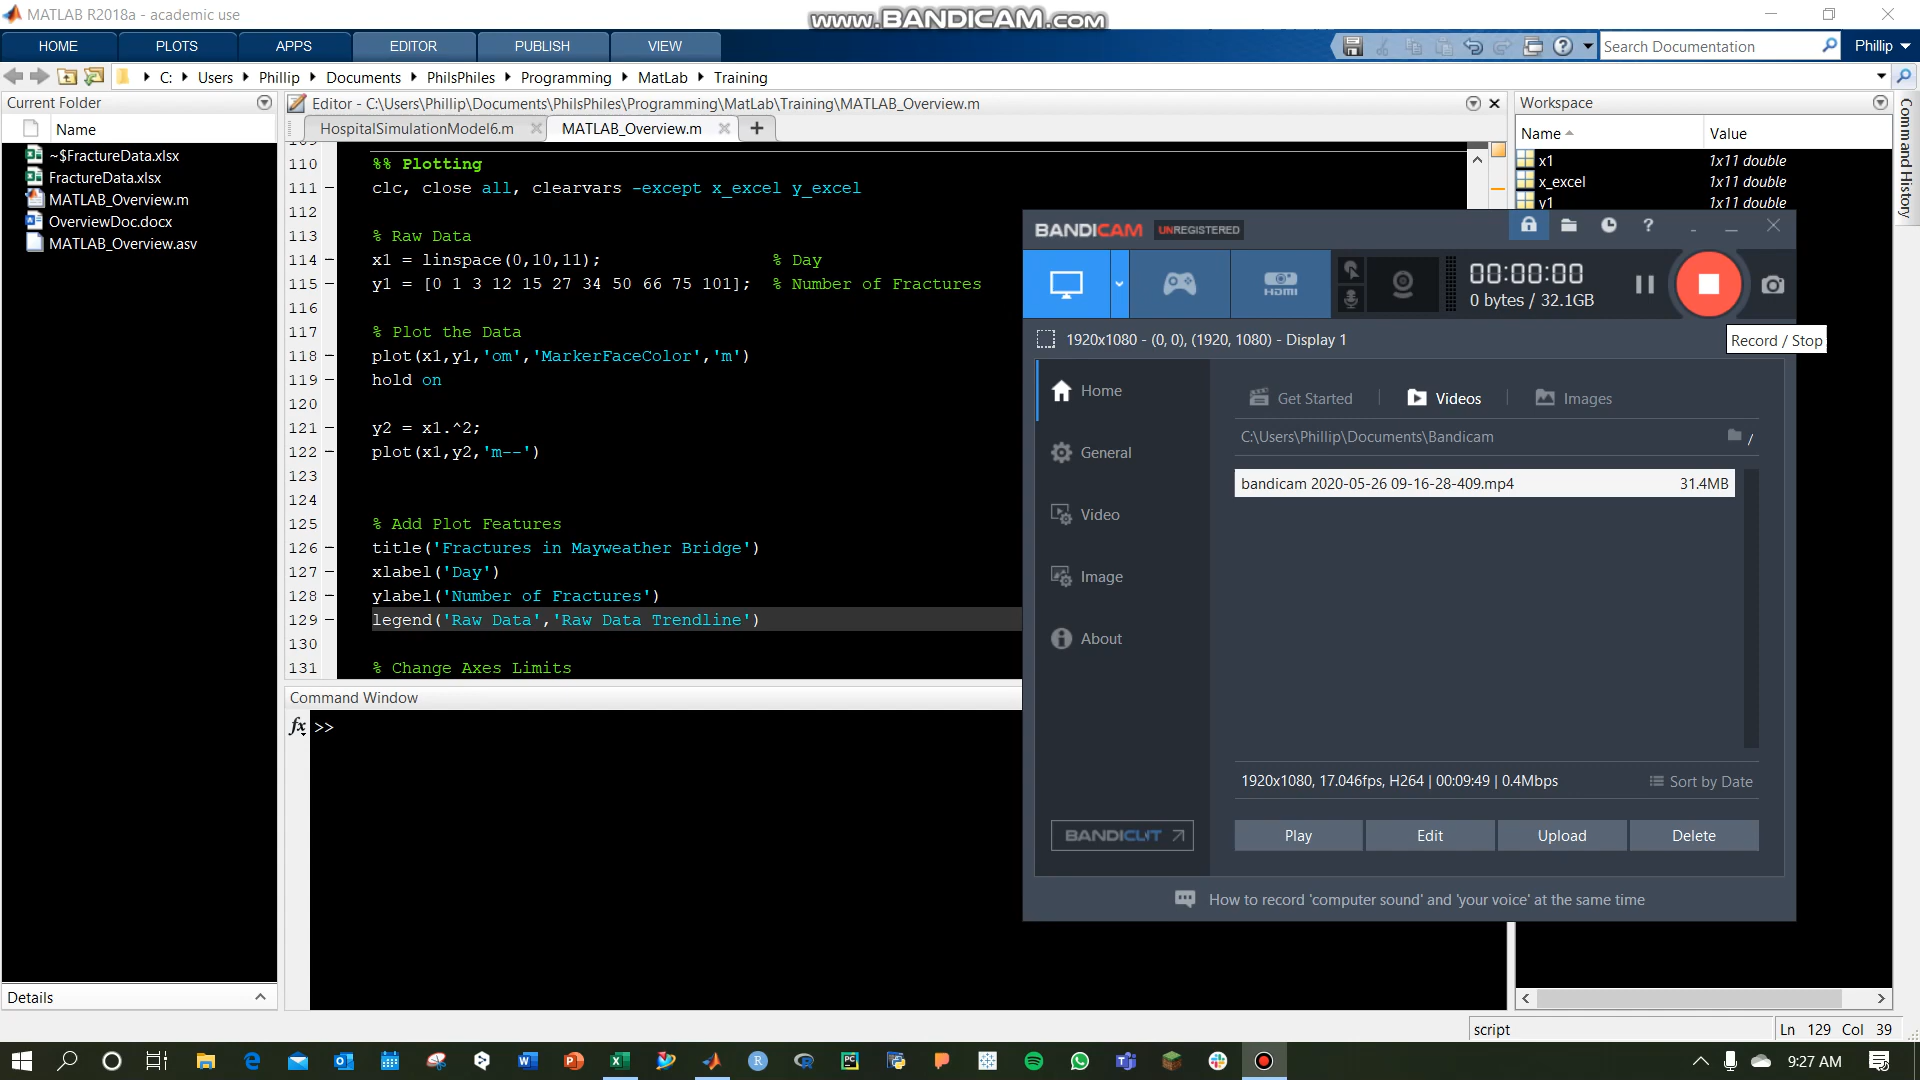 MATLAB R2018a - academic use
www.BANDICAM.com
HOME
PLOTS
APPS
EDITOR
PUBLISH
VIEW
Search Documentation
Phillip
C: Users Phillip Documents PhilsPhiles Programming MatLab Training
Current Folder
Name
~$FractureData.xlsx
FractureData.xlsx
MATLAB_Overview.m
OverviewDoc.docx
MATLAB_Overview.asv
Details
Editor - C:\Users\Phillip\Documents\PhilsPhiles\Programming\MatLab\Training\MATLAB_Overview.m
HospitalSimulationModel6.m
MATLAB_Overview.m
109
110 %% Plotting
111 – clc, close all, clearvars -except x_excel y_excel
112
113 % Raw Data
114 – x1 = linspace(0,10,11); % Day
115 – y1 = [0 1 3 12 15 27 34 50 66 75 101]; % Number of Fractures
116
117 % Plot the Data
118 – plot(x1,y1,'om','MarkerFaceColor','m')
119 – hold on
120
121 – y2 = x1.^2;
122 – plot(x1,y2,'m--')
123
124
125 % Add Plot Features
126 – title('Fractures in Mayweather Bridge')
127 – xlabel('Day')
128 – ylabel('Number of Fractures')
129 – legend('Raw Data','Raw Data Trendline')
130
131 % Change Axes Limits
Command Window
fx >>
Workspace
Name Value
x1 1x11 double
x_excel 1x11 double
y1 1x11 double
Command History
BANDICAM UNREGISTERED
?
HDMI
00:00:00
0 bytes / 32.1GB
Record / Stop
1920x1080 - (0, 0), (1920, 1080) - Display 1
Home
General
Video
Image
About
BANDICUT
Get Started
Videos
Images
C:\Users\Phillip\Documents\Bandicam
/
bandicam 2020-05-26 09-16-28-409.mp4 31.4MB
1920x1080, 17.046fps, H264 | 00:09:49 | 0.4Mbps
Sort by Date
Play
Edit
Upload
Delete
How to record 'computer sound' and 'your voice' at the same time
script
Ln 129 Col 39
9:27 AM